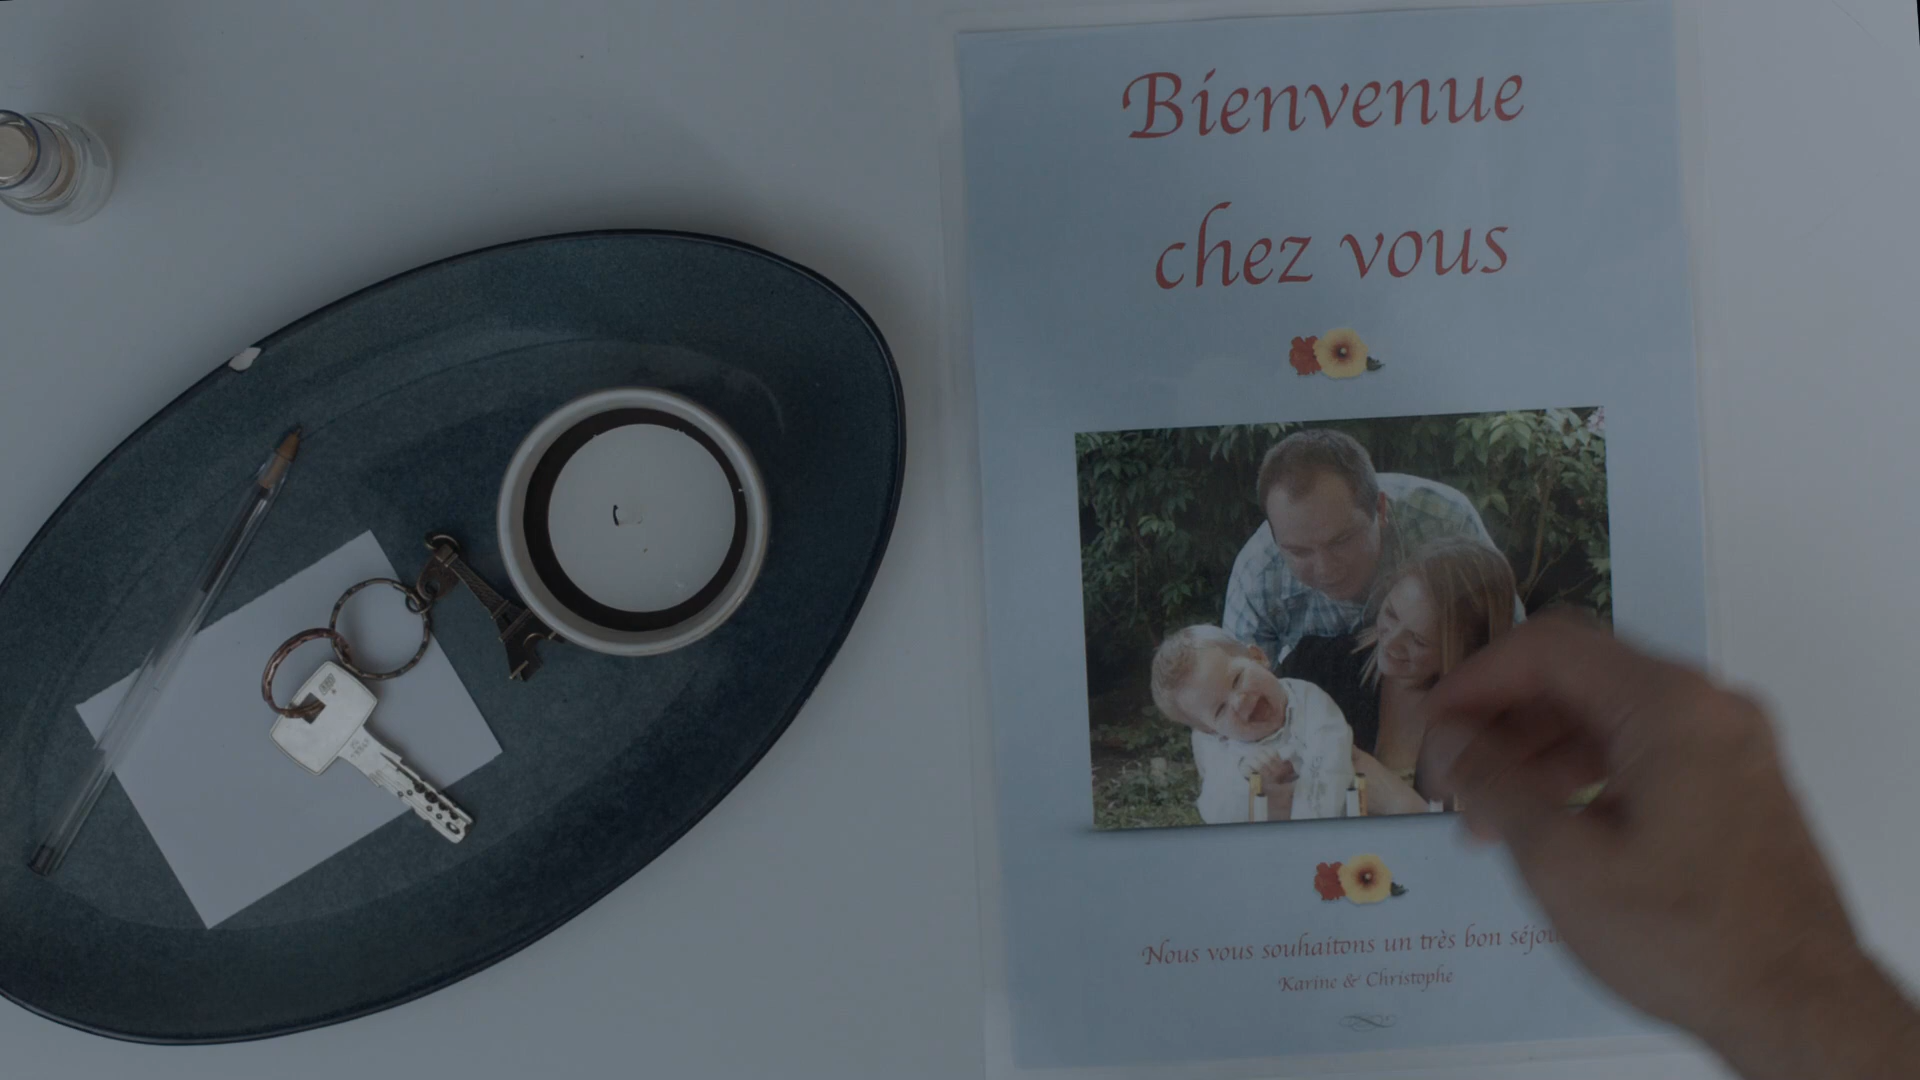 Bienvenue
chez vous
Nous vous souhaitons un très bon
Karine & Christophe